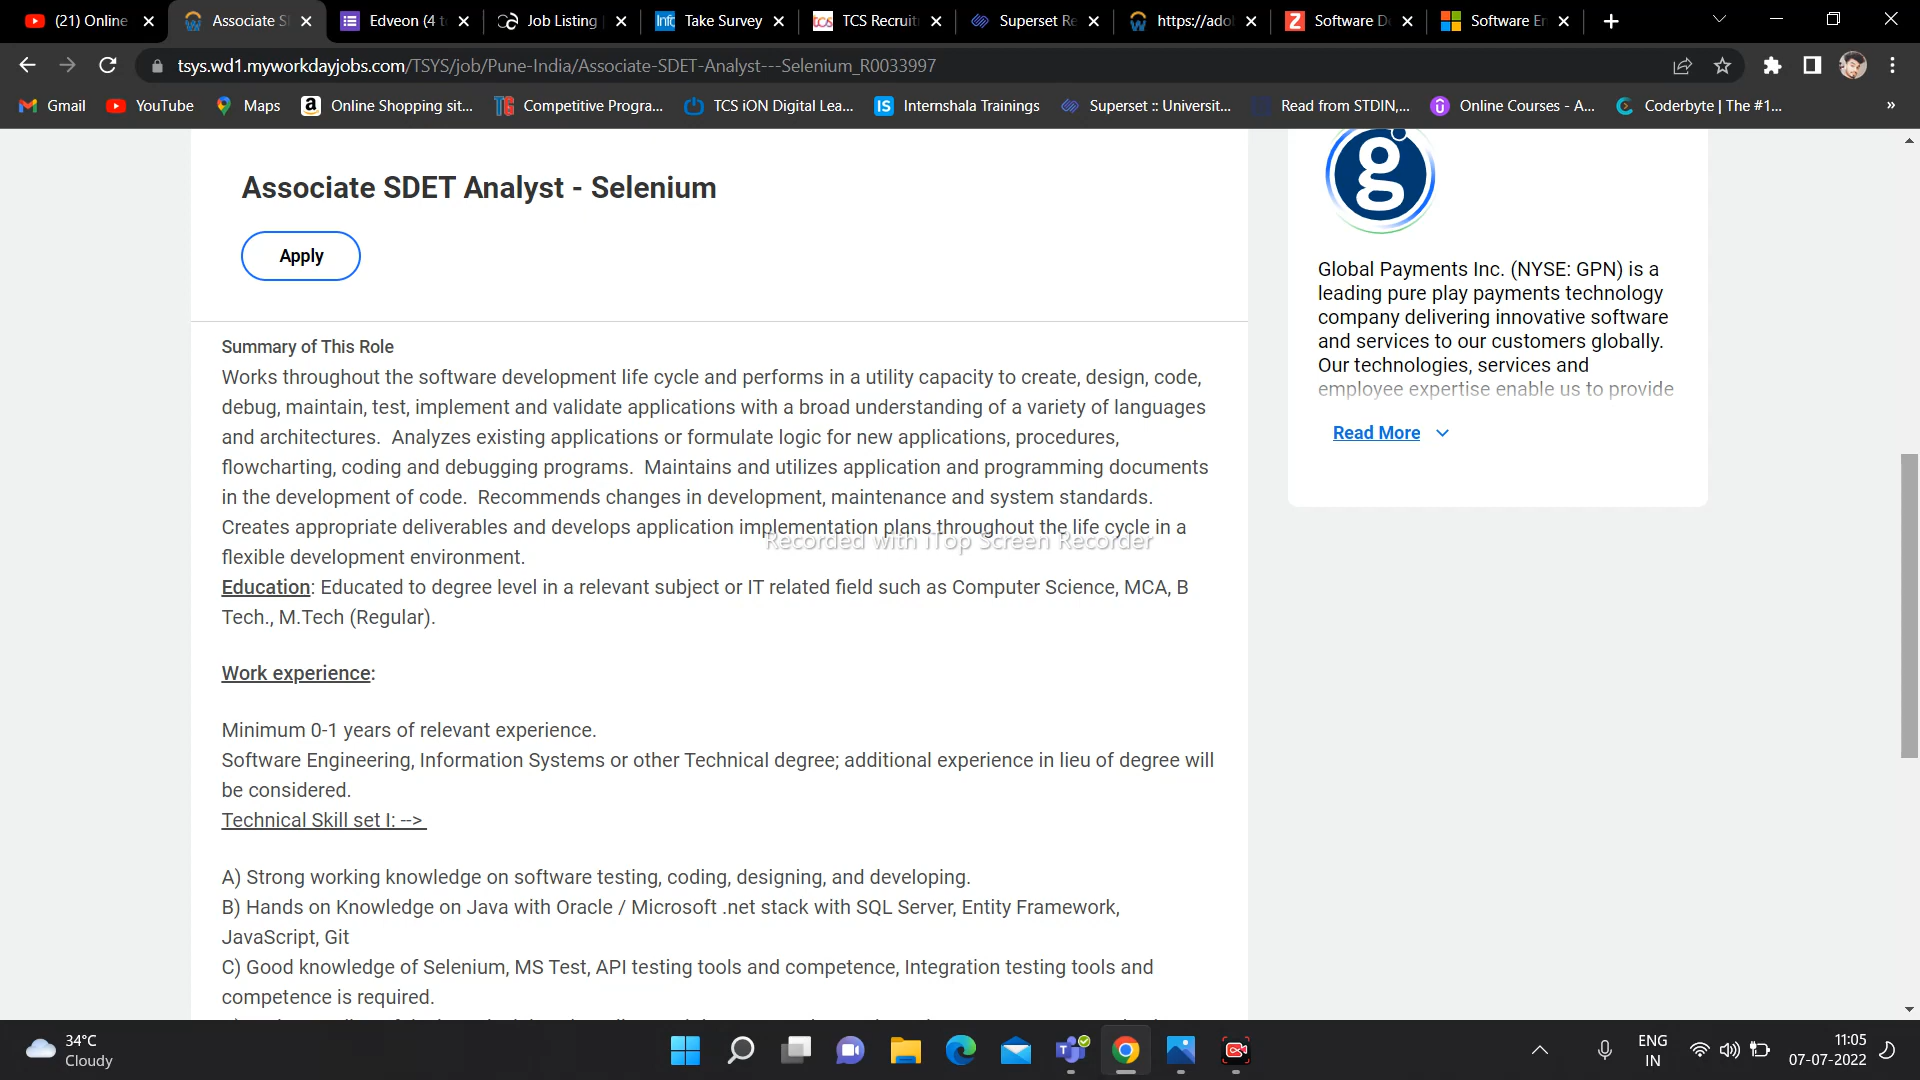 (21) Online
Associate S
Edveon (4 t
Job Listing
Take Survey
TCS Recruit
Superset Re
https://ado
Software D
Software En
tsys.wd1.myworkdayjobs.com/TSYS/job/Pune-India/Associate-SDET-Analyst---Selenium_R0033997
Gmail
YouTube
Maps
Online Shopping sit...
Competitive Progra...
TCS iON Digital Lea...
Internshala Trainings
Superset :: Universit...
Read from STDIN,...
Online Courses - A...
Coderbyte | The #1...
»
Associate SDET Analyst - Selenium
Apply
Summary of This Role
Works throughout the software development life cycle and performs in a utility capacity to create, design, code,
debug, maintain, test, implement and validate applications with a broad understanding of a variety of languages
and architectures.  Analyzes existing applications or formulate logic for new applications, procedures,
flowcharting, coding and debugging programs.  Maintains and utilizes application and programming documents
in the development of code.  Recommends changes in development, maintenance and system standards.
Creates appropriate deliverables and develops application implementation plans throughout the life cycle in a
flexible development environment.
Recorded with iTop Screen Recorder
Education: Educated to degree level in a relevant subject or IT related field such as Computer Science, MCA, B
Tech., M.Tech (Regular).
Work experience:
Minimum 0-1 years of relevant experience.
Software Engineering, Information Systems or other Technical degree; additional experience in lieu of degree will
be considered.
Technical Skill set I: -->
A) Strong working knowledge on software testing, coding, designing, and developing.
B) Hands on Knowledge on Java with Oracle / Microsoft .net stack with SQL Server, Entity Framework,
JavaScript, Git
C) Good knowledge of Selenium, MS Test, API testing tools and competence, Integration testing tools and
competence is required.
g
Global Payments Inc. (NYSE: GPN) is a
leading pure play payments technology
company delivering innovative software
and services to our customers globally.
Our technologies, services and
employee expertise enable us to provide
Read More
34°C
Cloudy
ENG
IN
11:05
07-07-2022